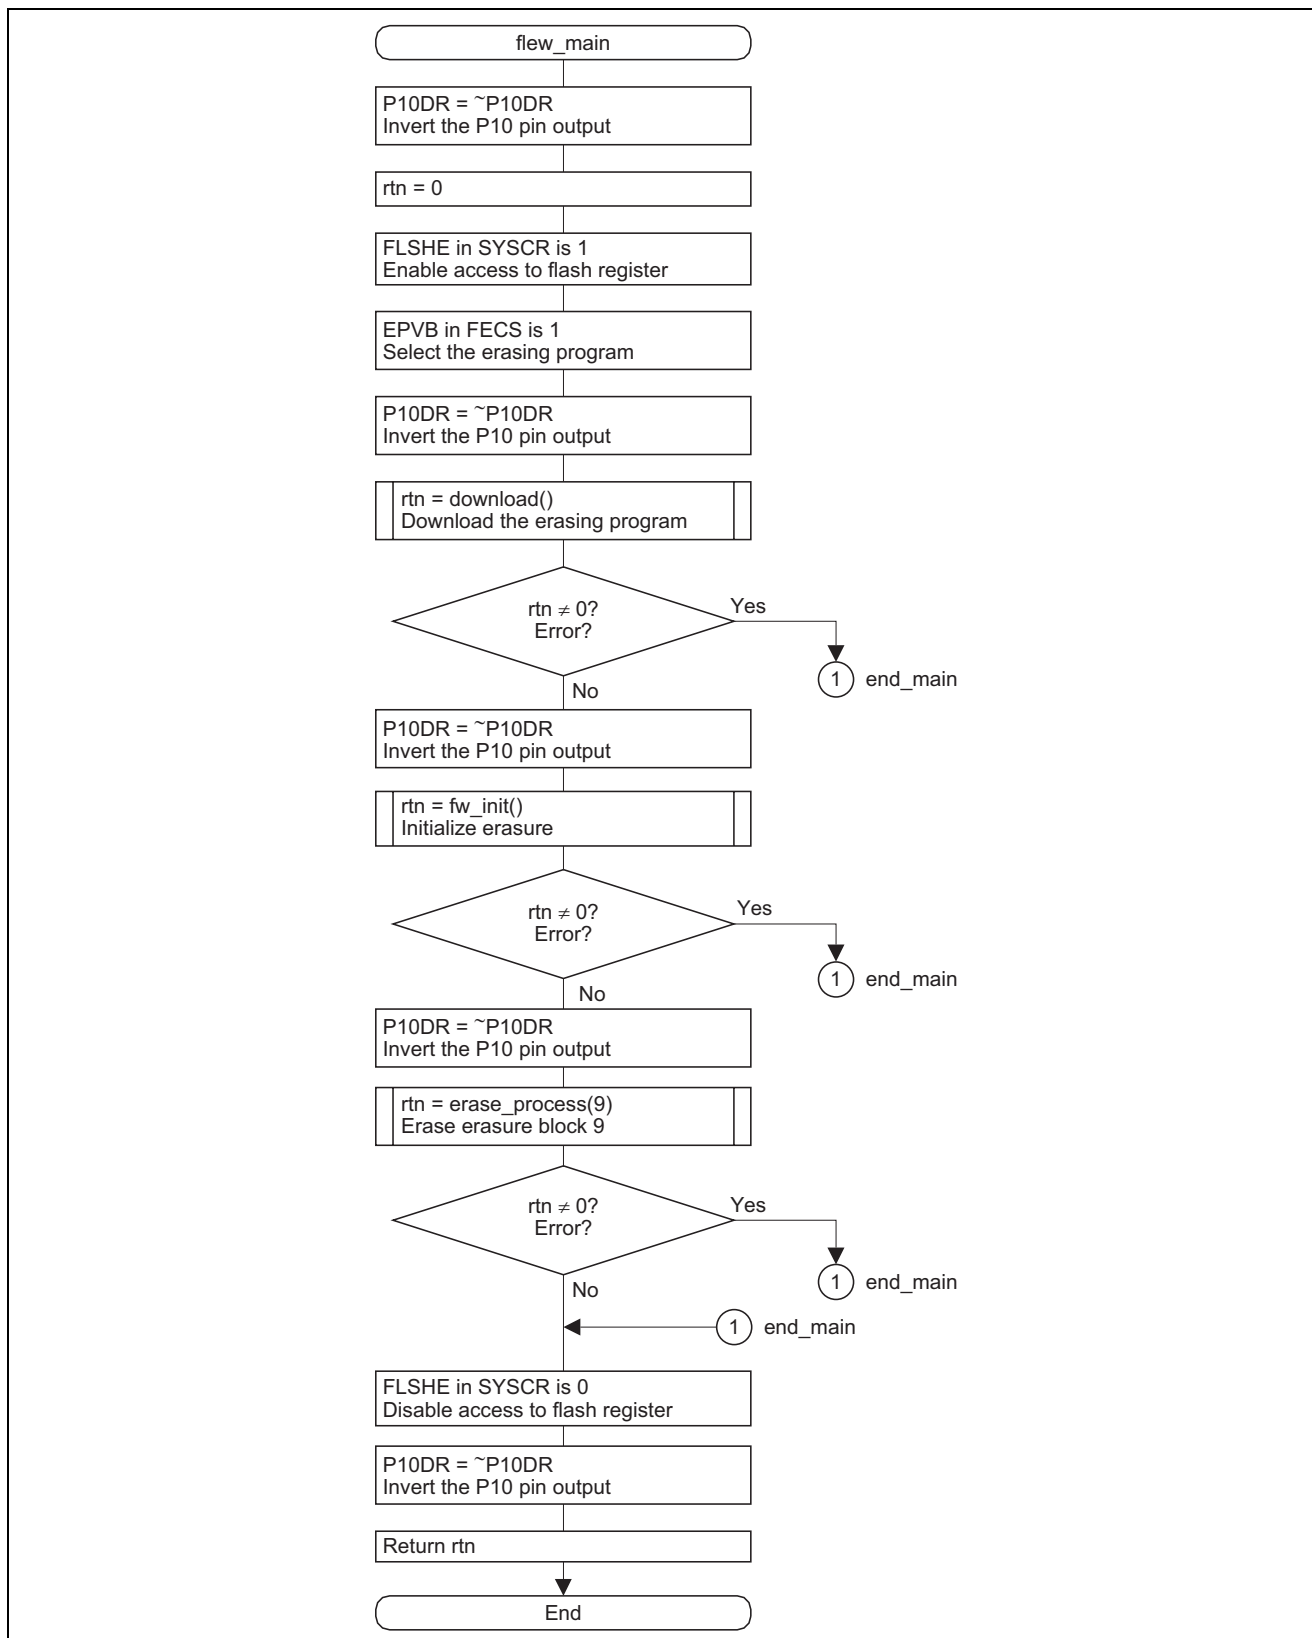 flew_main
P10DR = ~P10DR
Invert the P10 pin output
rtn = 0
FLSHE in SYSCR is 1
Enable access to flash register
EPVB in FECS is 1
Select the erasing program
P10DR = ~P10DR
Invert the P10 pin output
rtn = download()
Download the erasing program
rtn ≠ 0?
Error?
Yes
1 end_main
No
P10DR = ~P10DR
Invert the P10 pin output
rtn = fw_init()
Initialize erasure
rtn ≠ 0?
Error?
Yes
1 end_main
No
P10DR = ~P10DR
Invert the P10 pin output
rtn = erase_process(9)
Erase erasure block 9
rtn ≠ 0?
Error?
Yes
1 end_main
No
1 end_main
FLSHE in SYSCR is 0
Disable access to flash register
P10DR = ~P10DR
Invert the P10 pin output
Return rtn
End